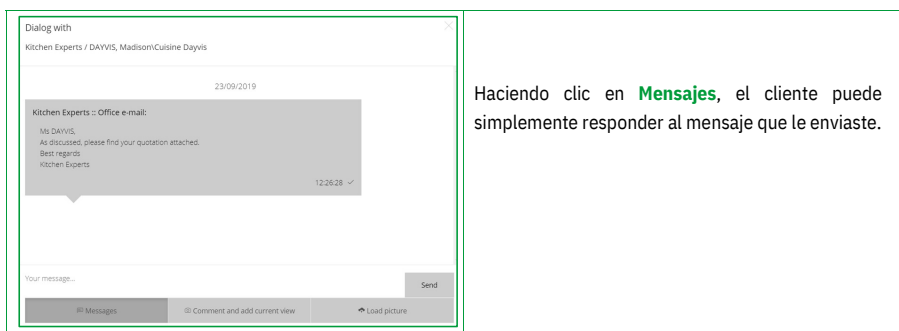 Dialog with
Kitchen Experts / DAYVIS, Madison\Cuisine Dayvis
23/09/2019
Kitchen Experts :: Office e-mail:
Ms DAYVIS,
As discussed, please find your quotation attached.
Best regards
Kitchen Experts
12:26:28
Your message...
Send
Messages
Comment and add current view
Load picture
Haciendo clic en Mensajes, el cliente puede
simplemente responder al mensaje que le enviaste.